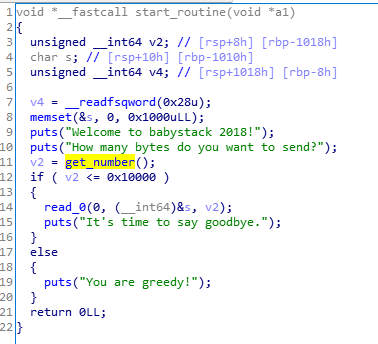 1 void *__fastcall start_routine(void *a1)
2 {
3 unsigned __int64 v2; // [rsp+8h] [rbp-1018h]
4 char s; // [rsp+10h] [rbp-1010h]
5 unsigned __int64 v4; // [rsp+1018h] [rbp-8h]
6
7 v4 = __readfsqword(0x28u);
8 memset(&s, 0, 0x1000uLL);
9 puts("Welcome to babystack 2018!");
10 puts("How many bytes do you want to send?");
11 v2 = get_number();
12 if ( v2 <= 0x10000 )
13 {
14 read_0(0, (__int64)&s, v2);
15 puts("It's time to say goodbye.");
16 }
17 else
18 {
19 puts("You are greedy!");
20 }
21 return 0LL;
22 }